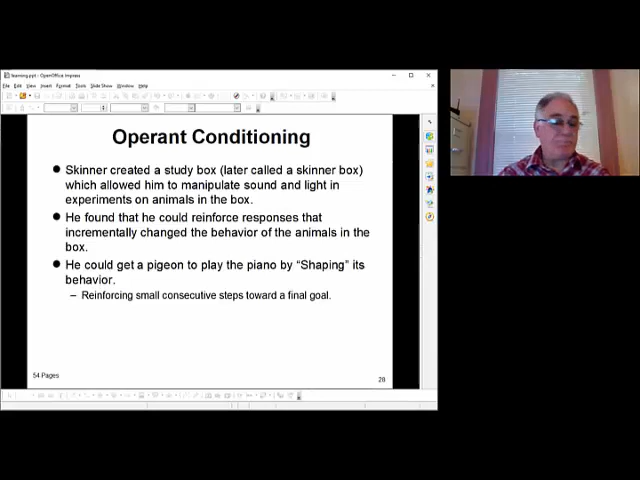 learning.ppt - OpenOffice Impress
File Edit View Insert Format Tools Slide Show Window Help
Operant Conditioning
● Skinner created a study box (later called a skinner box)
which allowed him to manipulate sound and light in
experiments on animals in the box.
● He found that he could reinforce responses that
incrementally changed the behavior of the animals in the
box.
● He could get a pigeon to play the piano by “Shaping” its
behavior.
– Reinforcing small consecutive steps toward a final goal.
54 Pages
28